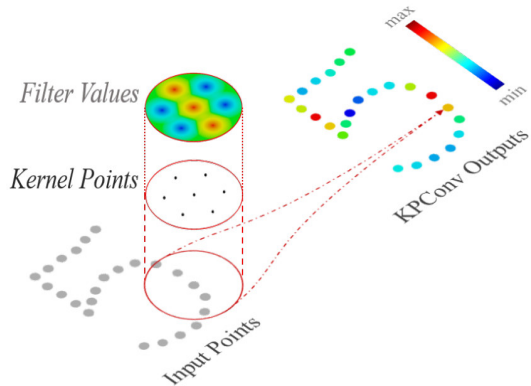 max
min
Filter Values
Kernel Points
KPConv Outputs
Input Points